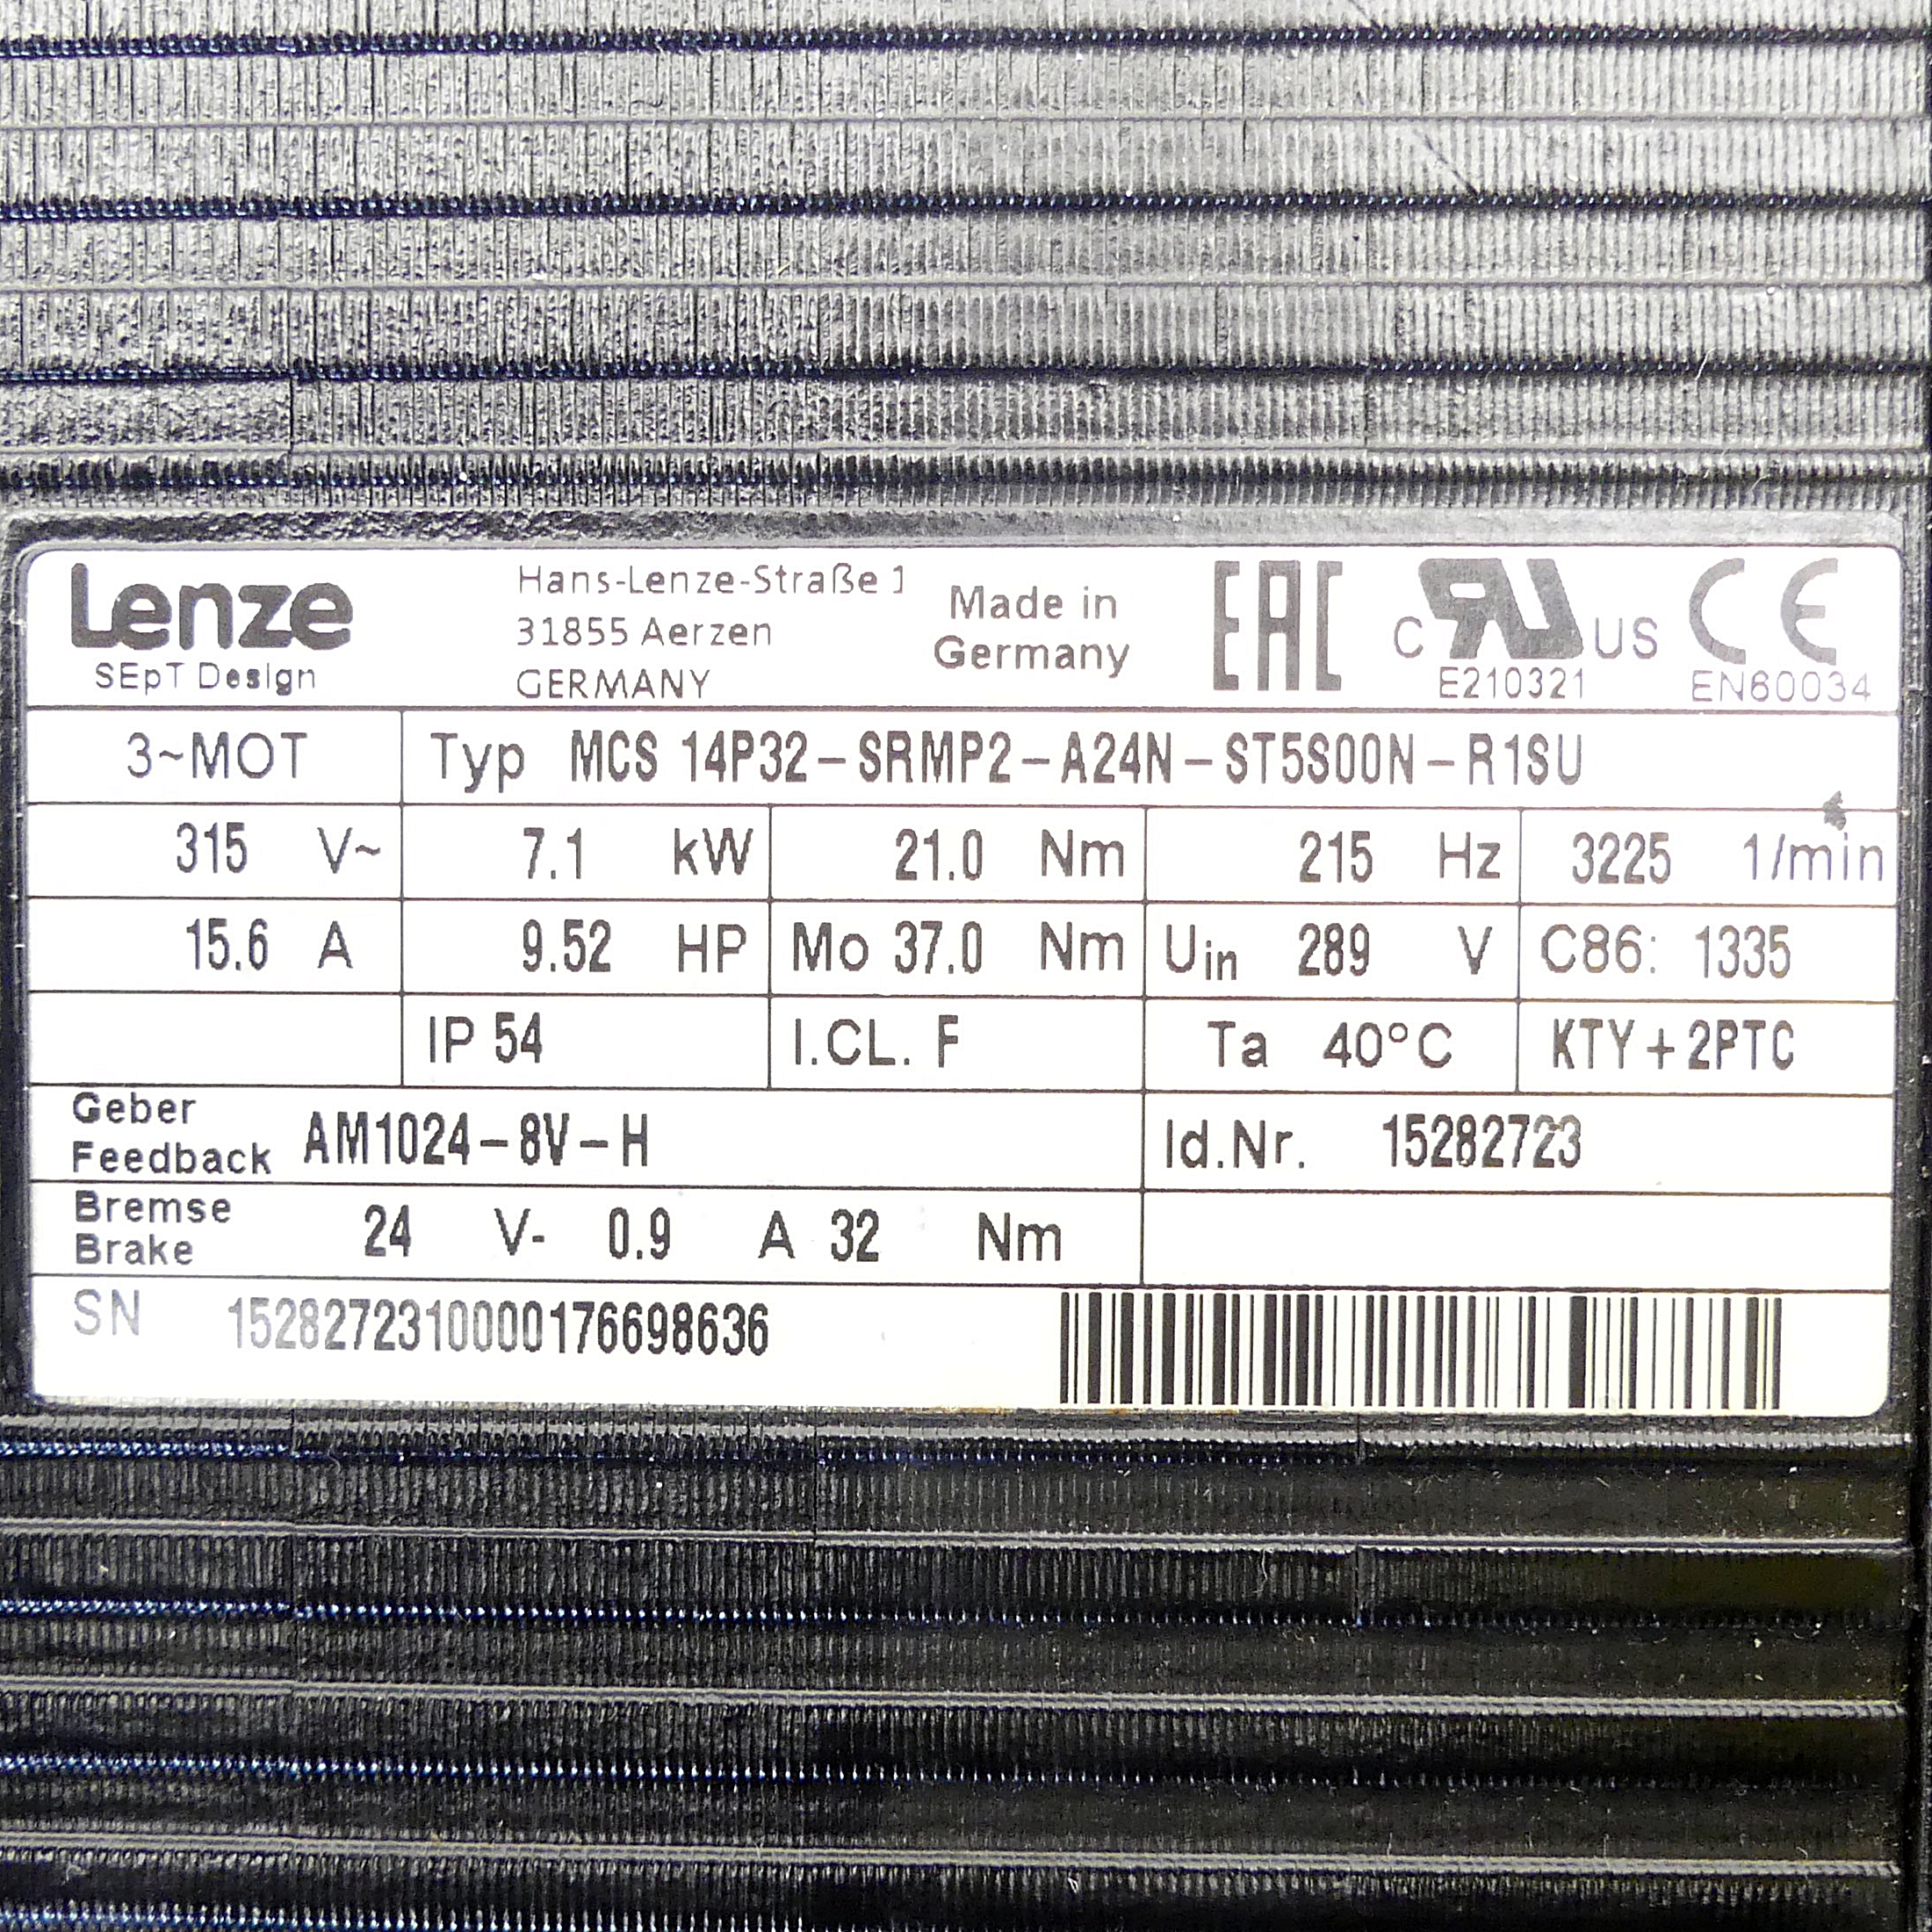 Lenze
SEpT Design
Hans-Lenze-Straße 1
31855 Aerzen
GERMANY
Made in
Germany
EAC
C RU US
E210321
CE
EN60034
3~MOT Typ MCS 14P32-SRMP2-A24N-ST5S00N-R1SU
315 V~ 7.1 kW 21.0 Nm 215 Hz 3225 1/min
15.6 A 9.52 HP Mo 37.0 Nm Uin 289 V C86: 1335
IP 54 I.CL. F Ta 40°C KTY+2PTC
Geber
Feedback AM1024-8V-H Id.Nr. 15282723
Bremse
Brake 24 V- 0.9 A 32 Nm
SN 1528272310000176698636